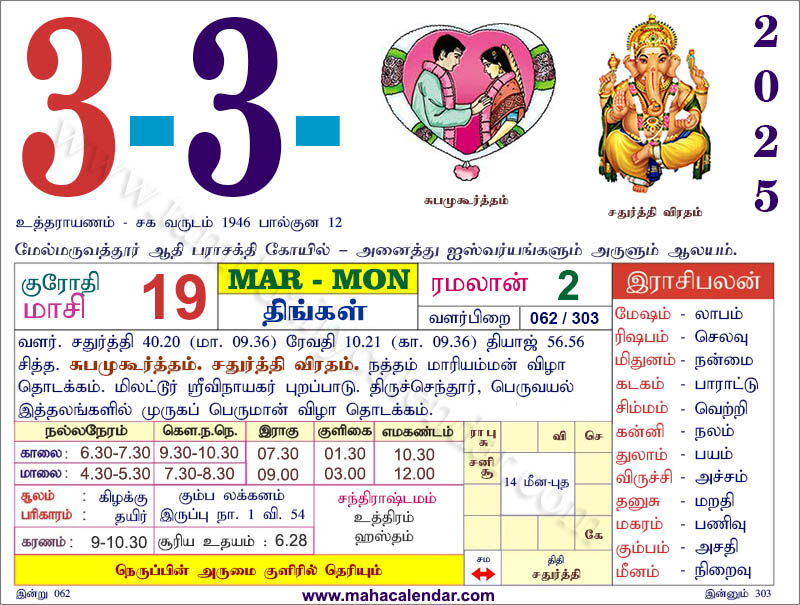 3-3-
2025
சுபமுகூர்த்தம்
சதுர்த்தி விரதம்
உத்தராயணம் - சக வருடம் 1946 பால்குன 12
மேல்மருவத்தூர் ஆதி பராசக்தி கோயில் – அனைத்து ஐஸ்வர்யங்களும் அருளும் ஆலயம்.
குரோதி
மாசி
19
MAR - MON
திங்கள்
ரமலான் 2
வளர்பிறை 062 / 303
வளர். சதுர்த்தி 40.20 (மா. 09.36) ரேவதி 10.21 (கா. 09.36) தியாஜ் 56.56
சித்த. சுபமுகூர்த்தம். சதுர்த்தி விரதம். நத்தம் மாரியம்மன் விழா
தொடக்கம். மிலட்டூர் ஸ்ரீவிநாயகர் புறப்பாடு. திருச்செந்தூர், பெருவயல்
இத்தலங்களில் முருகப் பெருமான் விழா தொடக்கம்.
நல்லநேரம் கௌ.ந.நெ. இராகு குளிகை எமகண்டம்
காலை: 6.30-7.30 9.30-10.30 07.30 01.30 10.30
மாலை: 4.30-5.30 7.30-8.30 09.00 03.00 12.00
சூலம் : கிழக்கு
பரிகாரம் : தயிர்
கும்ப லக்கனம்
இருப்பு நா. 1 வி. 54
சந்திராஷ்டமம்
உத்திரம்
ஹஸ்தம்
கரணம் : 9-10.30 சூரிய உதயம் : 6.28
நெருப்பின் அருமை குளிரில் தெரியும்
ரா பு சு
வி
செ
சனி சூ
14 மீன-புத
கே
சம
திதி
சதுர்த்தி
இராசிபலன்
மேஷம் - லாபம்
ரிஷபம் - செலவு
மிதுனம் - நன்மை
கடகம் - பாராட்டு
சிம்மம் - வெற்றி
கன்னி - நலம்
துலாம் - பயம்
விருச்சி - அச்சம்
தனுசு - மறதி
மகரம் - பணிவு
கும்பம் - அசதி
மீனம் - நிறைவு
இன்று 062
www.mahacalendar.com
இன்னும் 303